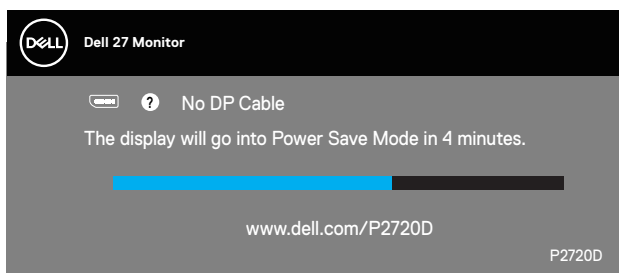 DELL
Dell 27 Monitor
? No DP Cable
The display will go into Power Save Mode in 4 minutes.
www.dell.com/P2720D
P2720D